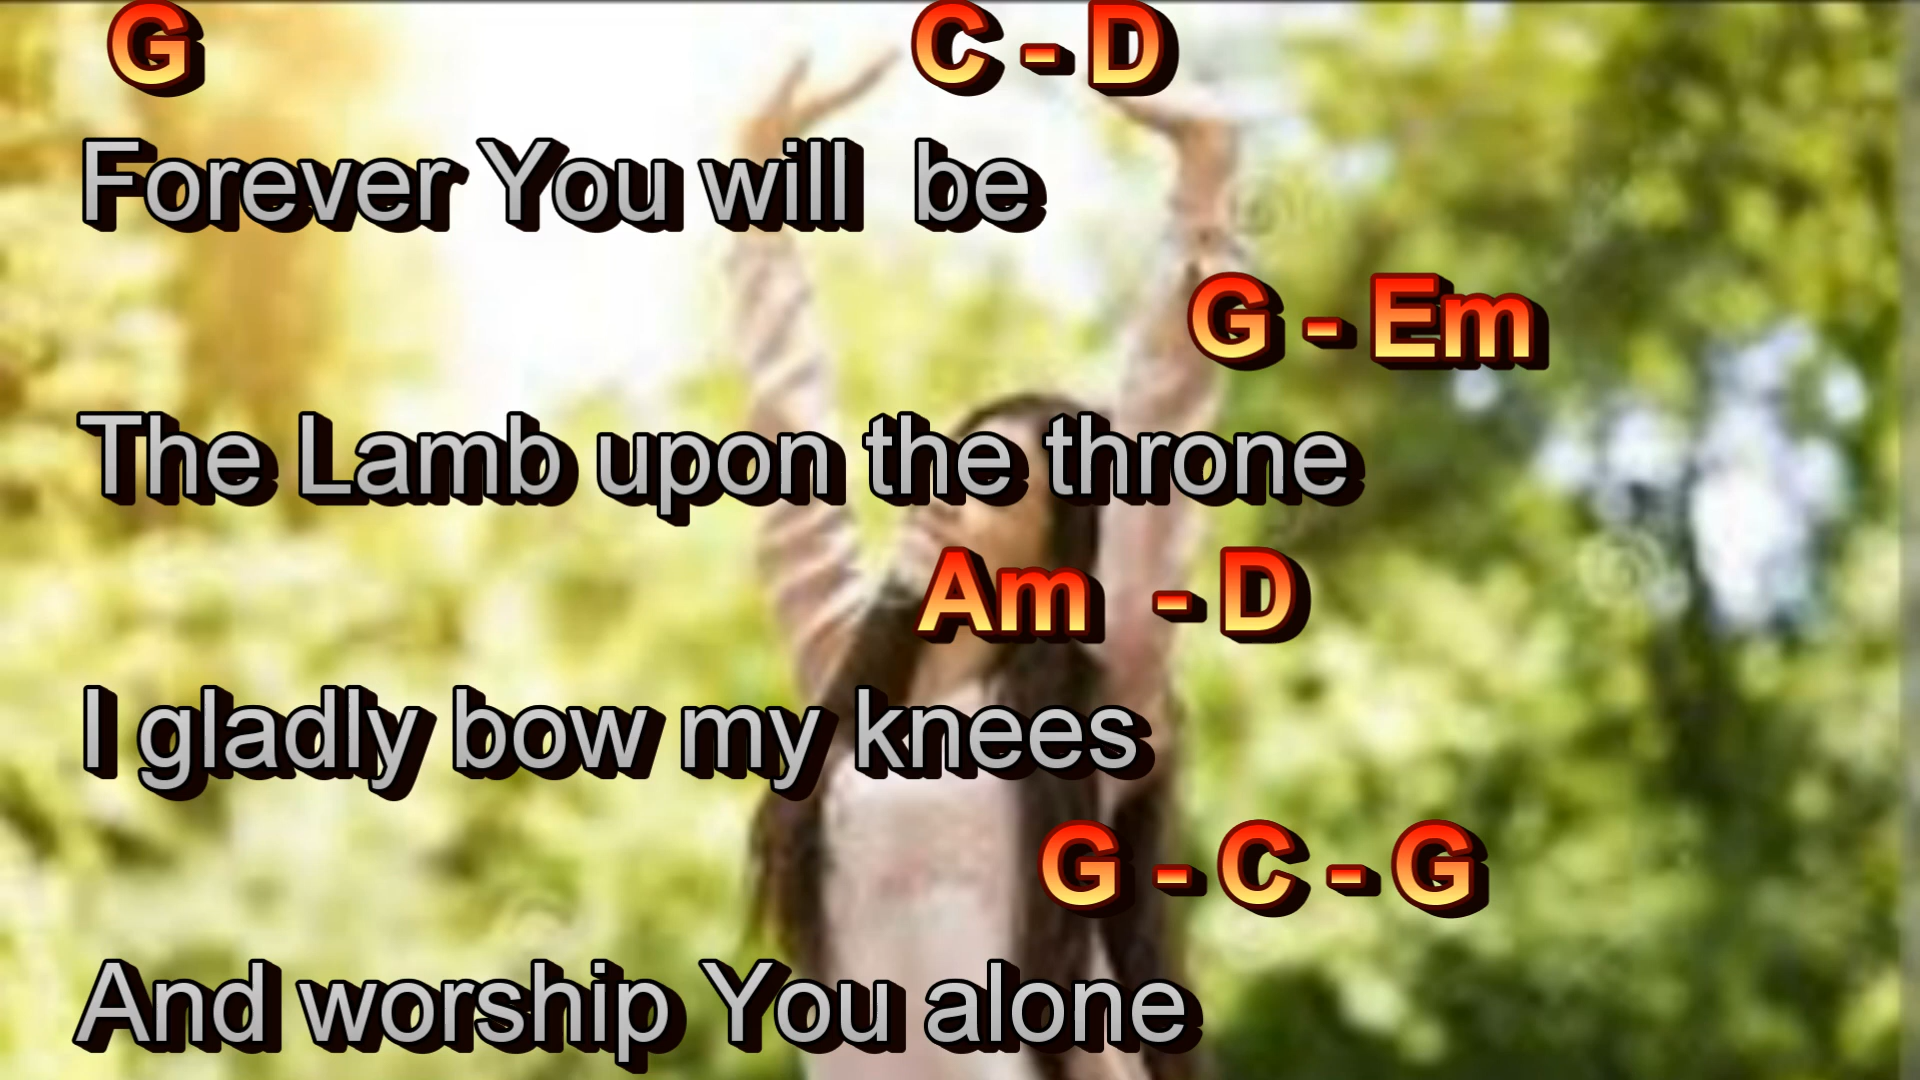 G C - D
Forever You will be
G - Em
The Lamb upon the throne
Am - D
I gladly bow my knees
G - C - G
And worship You alone